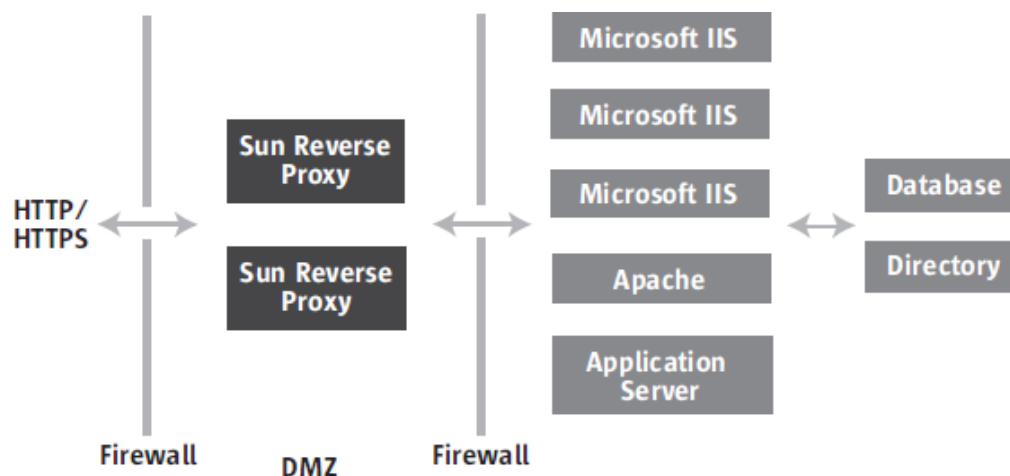 HTTP/
HTTPS
Firewall
Sun Reverse
Proxy
Sun Reverse
Proxy
DMZ
Firewall
Microsoft IIS
Microsoft IIS
Microsoft IIS
Apache
Application
Server
Database
Directory